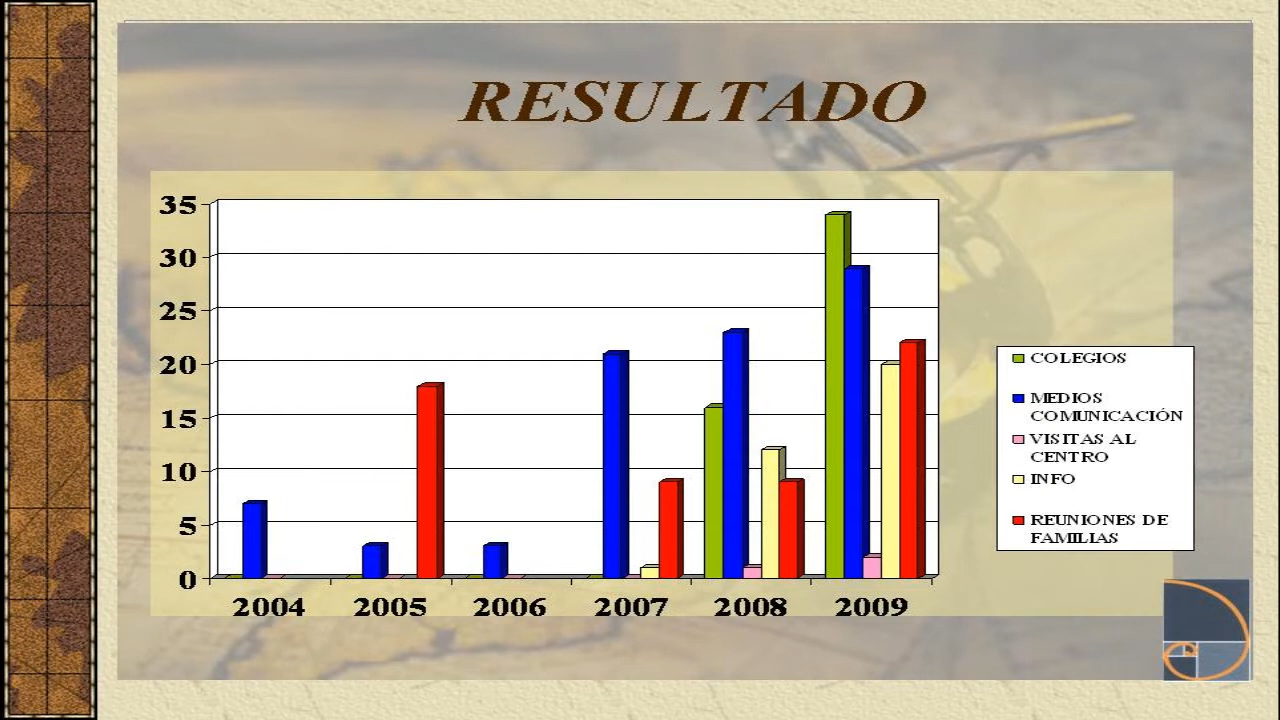 RESULTADO
35
30
25
20
15
10
5
0
2004 2005 2006 2007 2008 2009
COLEGIOS
MEDIOS
COMUNICACIÓN
VISITAS AL
CENTRO
INFO
REUNIONES DE
FAMILIAS